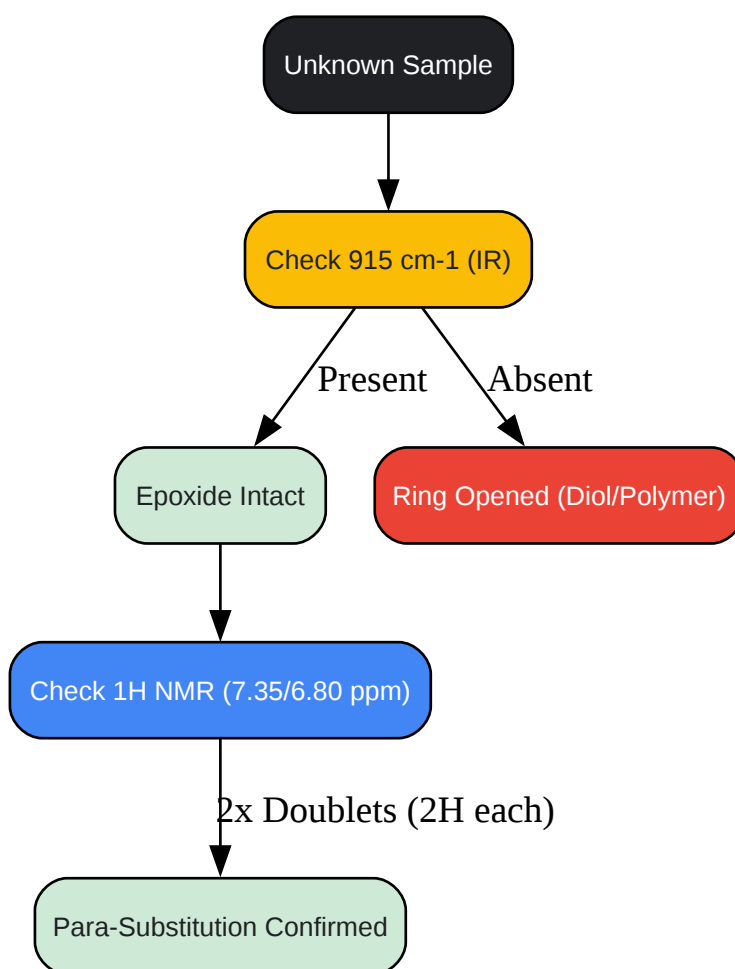 Unknown Sample
Check 915 cm-1 (IR)
Present
Absent
Epoxide Intact
Ring Opened (Diol/Polymer)
Check 1H NMR (7.35/6.80 ppm)
2x Doublets (2H each)
Para-Substitution Confirmed